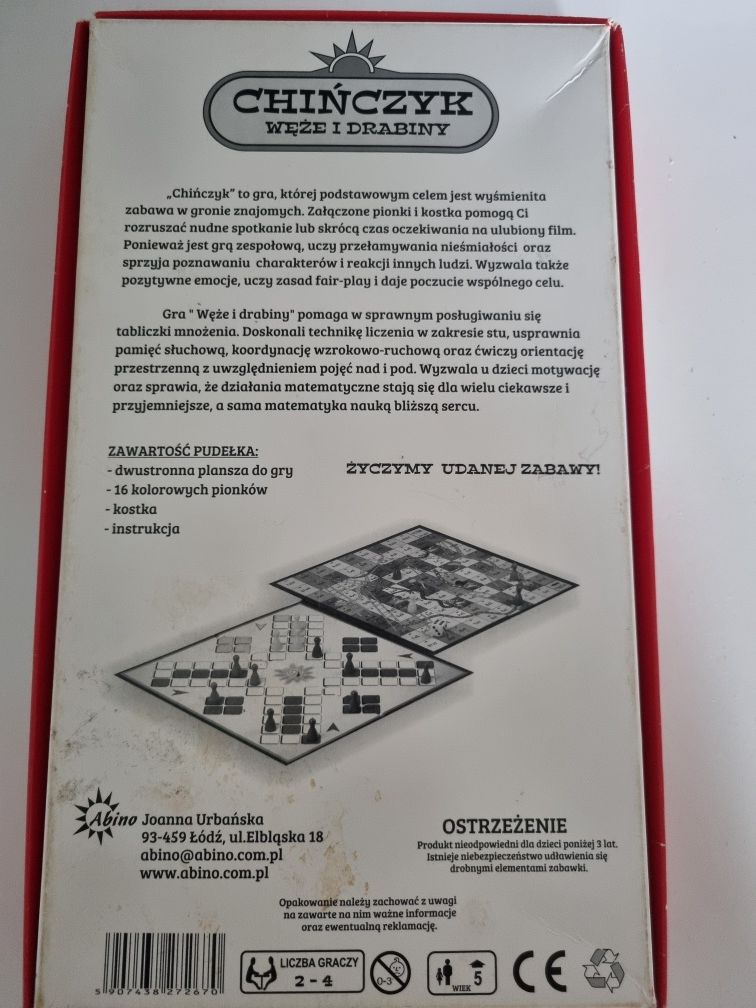 CHIŃCZYK
WĘŻE I DRABINY
„Chińczyk" to gra, której podstawowym celem jest wyśmienita
zabawa w gronie znajomych. Załączone pionki i kostka pomogą Ci
rozruszać nudne spotkanie lub skrócą czas oczekiwania na ulubiony film.
Ponieważ jest grą zespołową, uczy przełamywania nieśmiałości oraz
sprzyja poznawaniu charakterów i reakcji innych ludzi. Wyzwala także
pozytywne emocje, uczy zasad fair-play i daje poczucie wspólnego celu.
Gra " Węże i drabiny" pomaga w sprawnym posługiwaniu się
tabliczki mnożenia. Doskonali technikę liczenia w zakresie stu, usprawnia
pamięć słuchową, koordynację wzrokowo-ruchową oraz ćwiczy orientację
przestrzenną z uwzględnieniem pojęć nad i pod. Wyzwala u dzieci motywację
oraz sprawia, że działania matematyczne stają się dla wielu ciekawsze i
przyjemniejsze, a sama matematyka nauką bliższą sercu.
ZAWARTOŚĆ PUDEŁKA:
- dwustronna plansza do gry
- 16 kolorowych pionków
- kostka
- instrukcja
ŻYCZYMY UDANEJ ZABAWY!
Abino Joanna Urbańska
93-459 Łódź, ul.Elbląska 18
abino@abino.com.pl
www.abino.com.pl
OSTRZEŻENIE
Produkt nieodpowiedni dla dzieci poniżej 3 lat.
Istnieje niebezpieczeństwo udławienia się
drobnymi elementami zabawki.
Opakowanie należy zachować z uwagi
na zawarte na nim ważne informacje
oraz ewentualną reklamację.
5 907438 272670
LICZBA GRACZY
2 - 4
0-3
WIEK 5
CE